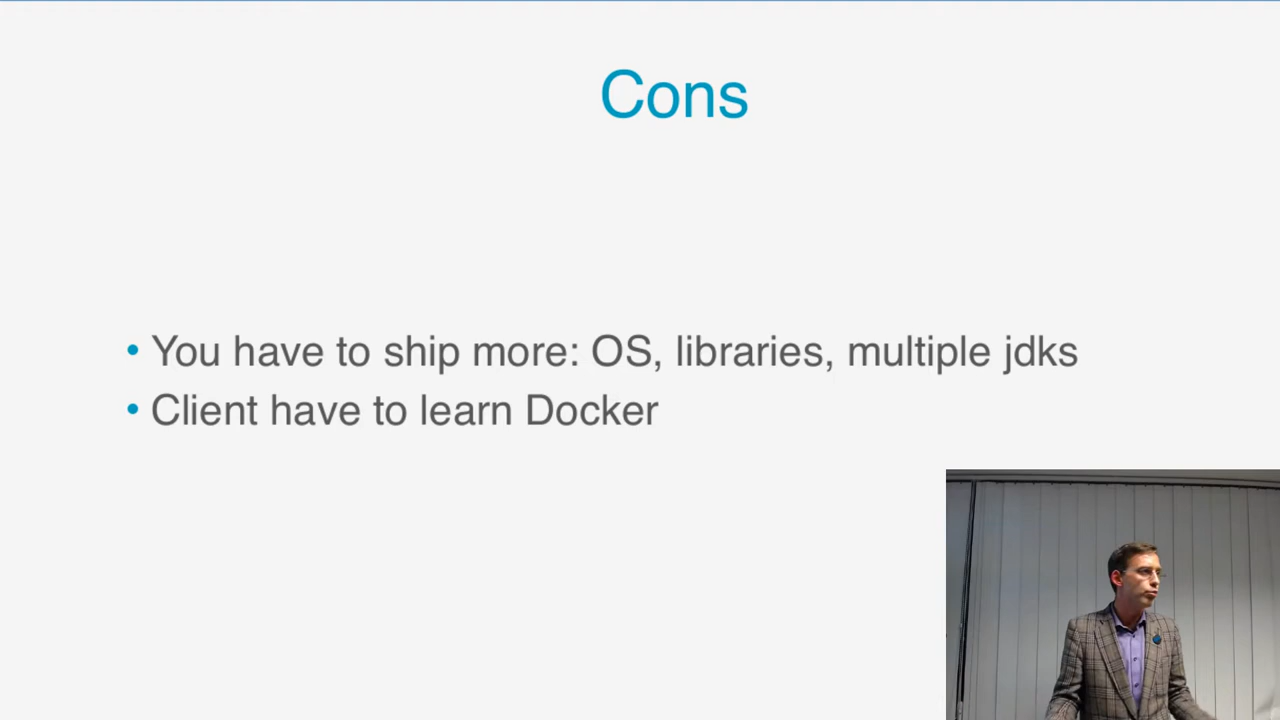 Cons
• You have to ship more: OS, libraries, multiple jdks
• Client have to learn Docker